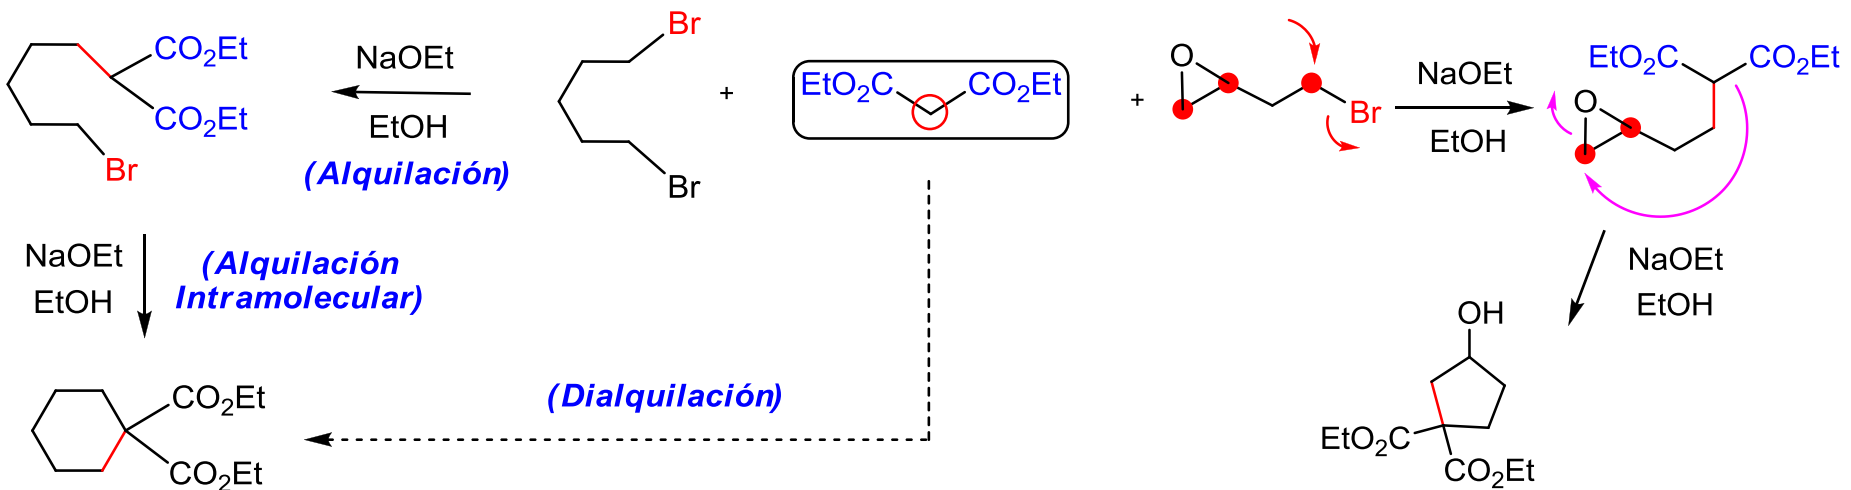 CO₂Et
CO₂Et
Br
NaOEt
EtOH
(Alquilación)
Br
Br
+
EtO₂C CO₂Et
+
O
Br
NaOEt
EtOH
EtO₂C CO₂Et
O
NaOEt
EtOH
(Alquilación
Intramolecular)
NaOEt
EtOH
OH
CO₂Et
CO₂Et
(Dialquilación)
EtO₂C
CO₂Et